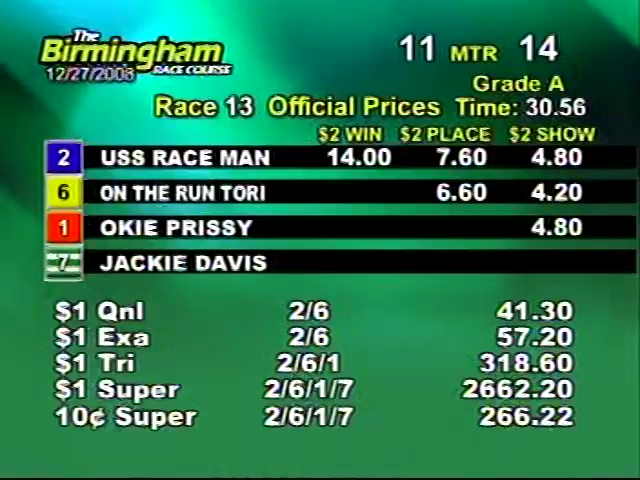 The
Birmingham
RACE COURSE
12/27/2008
11 MTR 14
Grade A
Race 13 Official Prices Time: 30.56
$2 WIN $2 PLACE $2 SHOW
2 USS RACE MAN 14.00 7.60 4.80
6 ON THE RUN TORI 6.60 4.20
1 OKIE PRISSY 4.80
7 JACKIE DAVIS
$1 Qnl 2/6 41.30
$1 Exa 2/6 57.20
$1 Tri 2/6/1 318.60
$1 Super 2/6/1/7 2662.20
10¢ Super 2/6/1/7 266.22